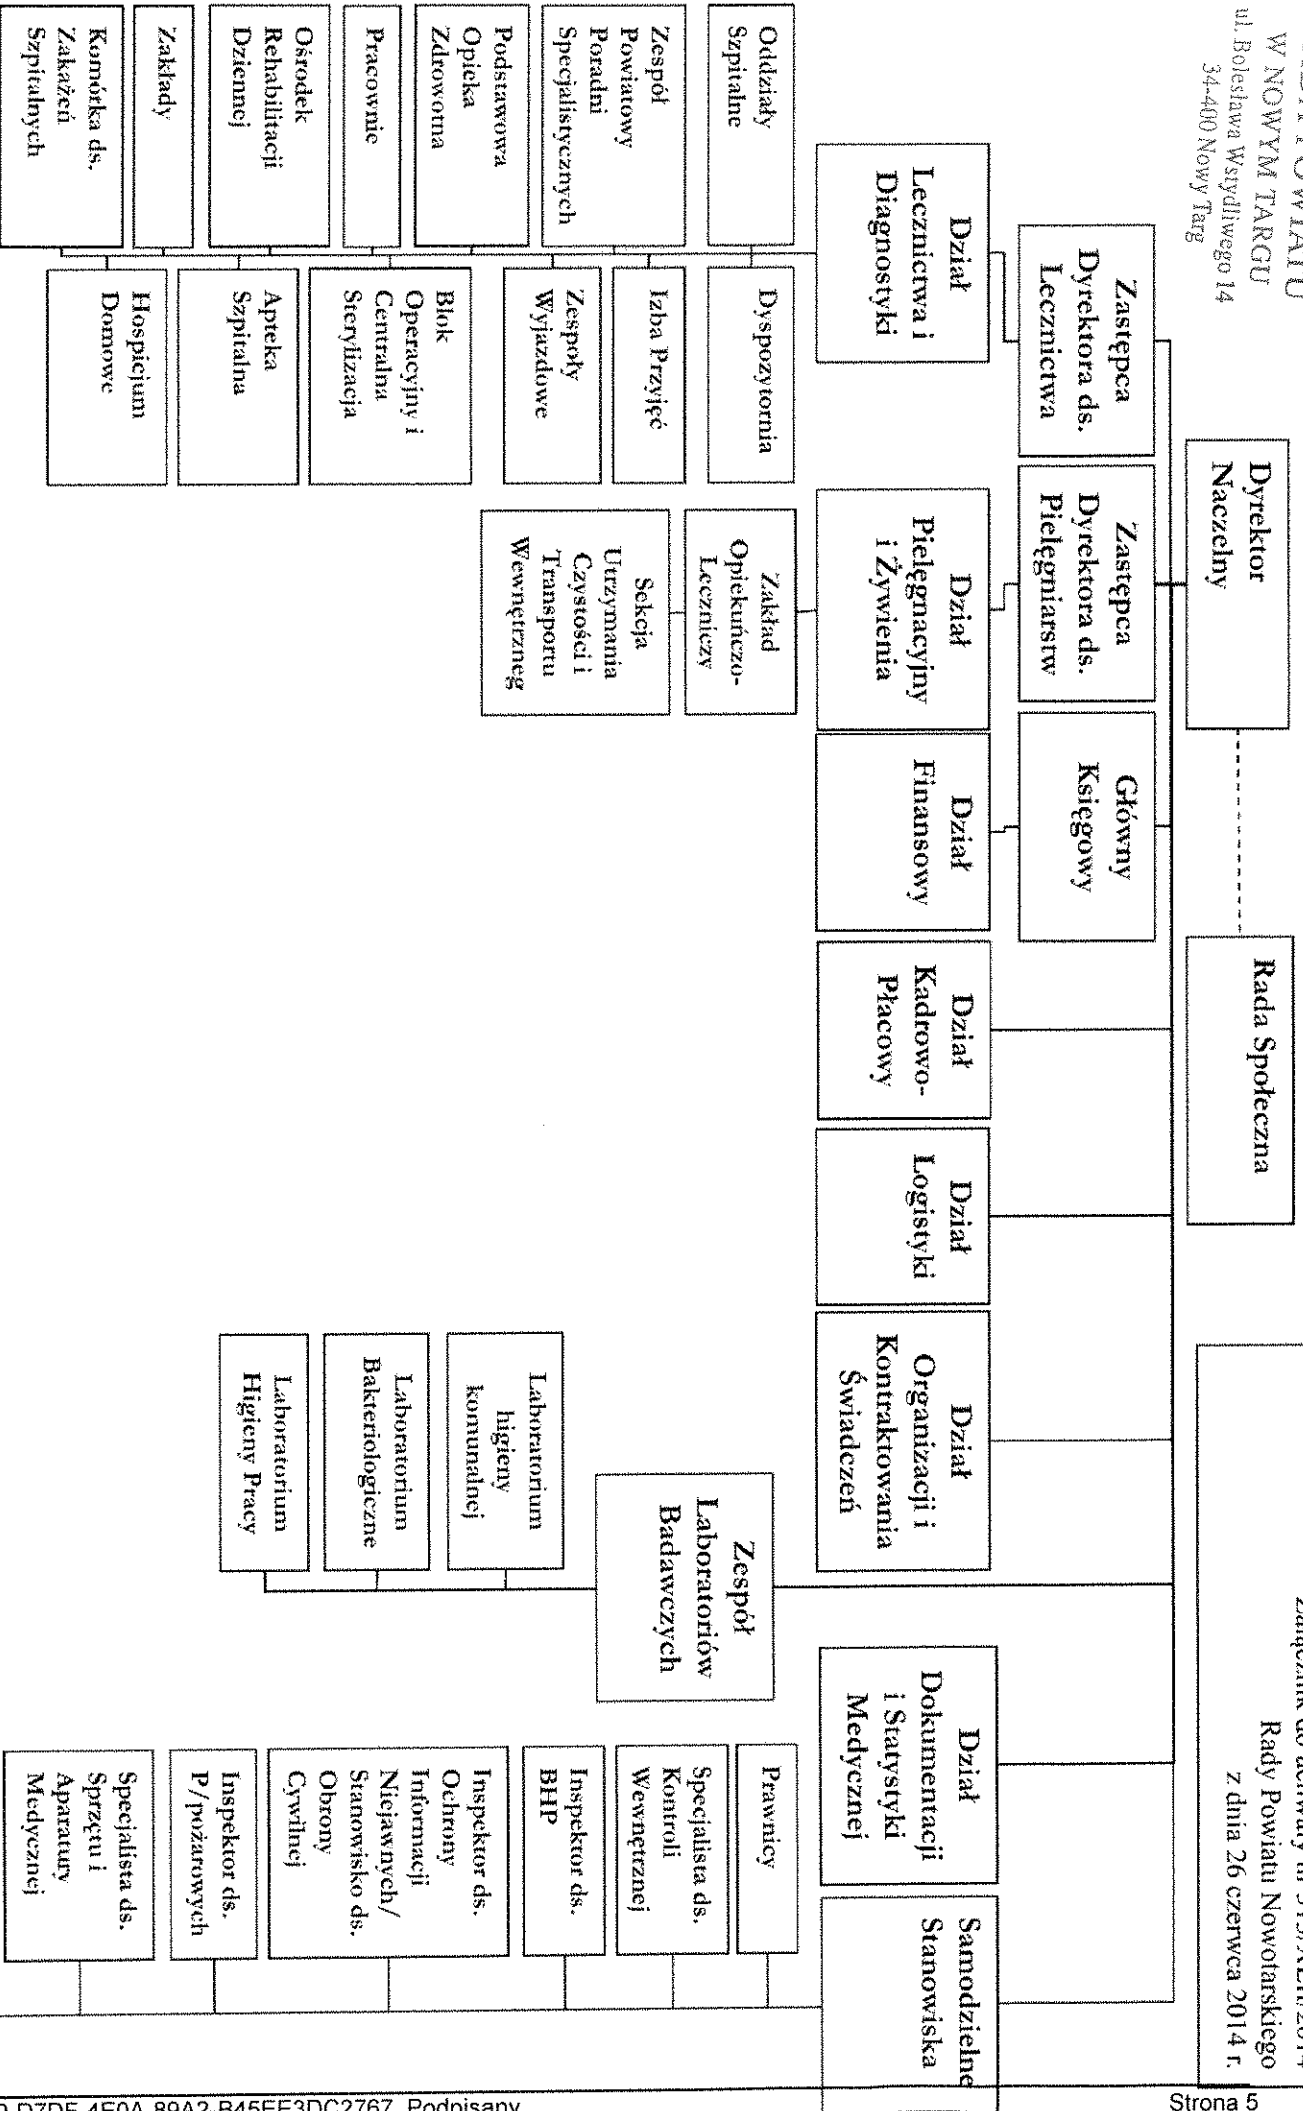 W NOWYM TARGU
ul. Bolesława Wstydliwego 14
34-400 Nowy Targ
Rady Powiatu Nowotarskiego
z dnia 26 czerwca 2014 r.
Dyrektor
Naczelny
Rada Społeczna
Zastępca
Dyrektora ds.
Lecznictwa
Zastępca
Dyrektora ds.
Pielęgniarstw
Główny
Księgowy
Dział
Lecznictwa i
Diagnostyki
Dział
Pielęgnacyjny
i Żywienia
Dział
Finansowy
Dział
Kadrowo-
Płacowy
Dział
Logistyki
Dział
Organizacji i
Kontraktowania
Świadczeń
Dział
Dokumentacji
i Statystyki
Medycznej
Samodzielne
Stanowiska
Oddziały
Szpitalne
Zespół
Powiatowy
Poradni
Specjalistycznych
Podstawowa
Opieka
Zdrowotna
Pracownie
Ośrodek
Rehabilitacji
Dziennej
Zakłady
Komórka ds.
Zakażeń
Szpitalnych
Dyspozytornia
Izba Przyjęć
Zespoły
Wyjazdowe
Blok
Operacyjny i
Centralna
Sterylizacja
Apteka
Szpitalna
Hospicjum
Domowe
Zakład
Opiekuńczo-
Leczniczy
Sekcja
Utrzymania
Czystości i
Transportu
Wewnętrzneg
Zespół
Laboratoriów
Badawczych
Laboratorium
higieny
komunalnej
Laboratorium
Bakteriologiczne
Laboratorium
Higieny Pracy
Prawnicy
Specjalista ds.
Kontroli
Wewnętrznej
Inspektor ds.
BHP
Inspektor ds.
Ochrony
Informacji
Niejawnych/
Stanowisko ds.
Obrony
Cywilnej
Inspektor ds.
P/pożarowych
Specjalista ds.
Sprzętu i
Aparatury
Medycznej
Podpisany
Strona 5